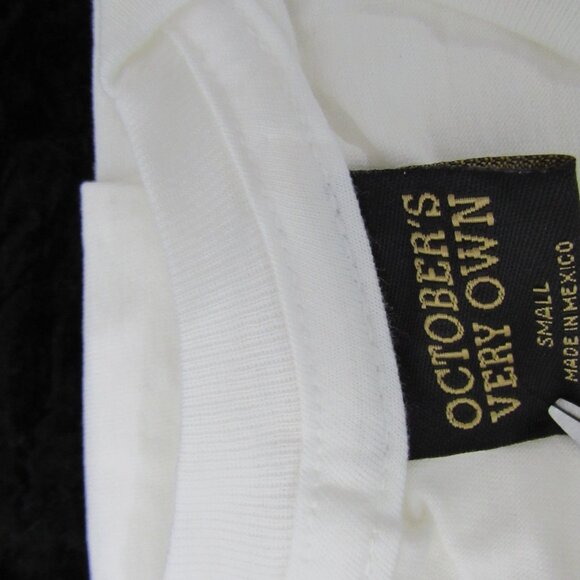 OCTOBER'S
VERY OWN
SMALL
MADE IN MEXICO